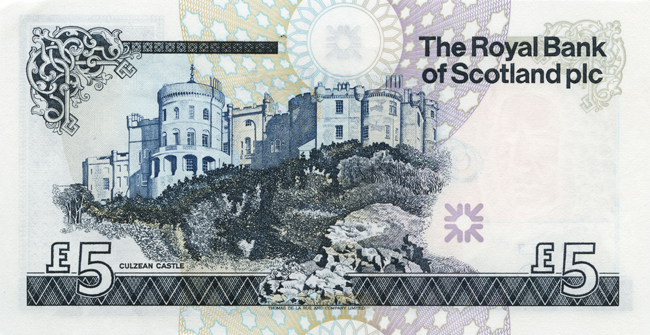 The Royal Bank
of Scotland plc
£5
CULZEAN CASTLE
£5
THOMAS DE LA RUE AND COMPANY LIMITED